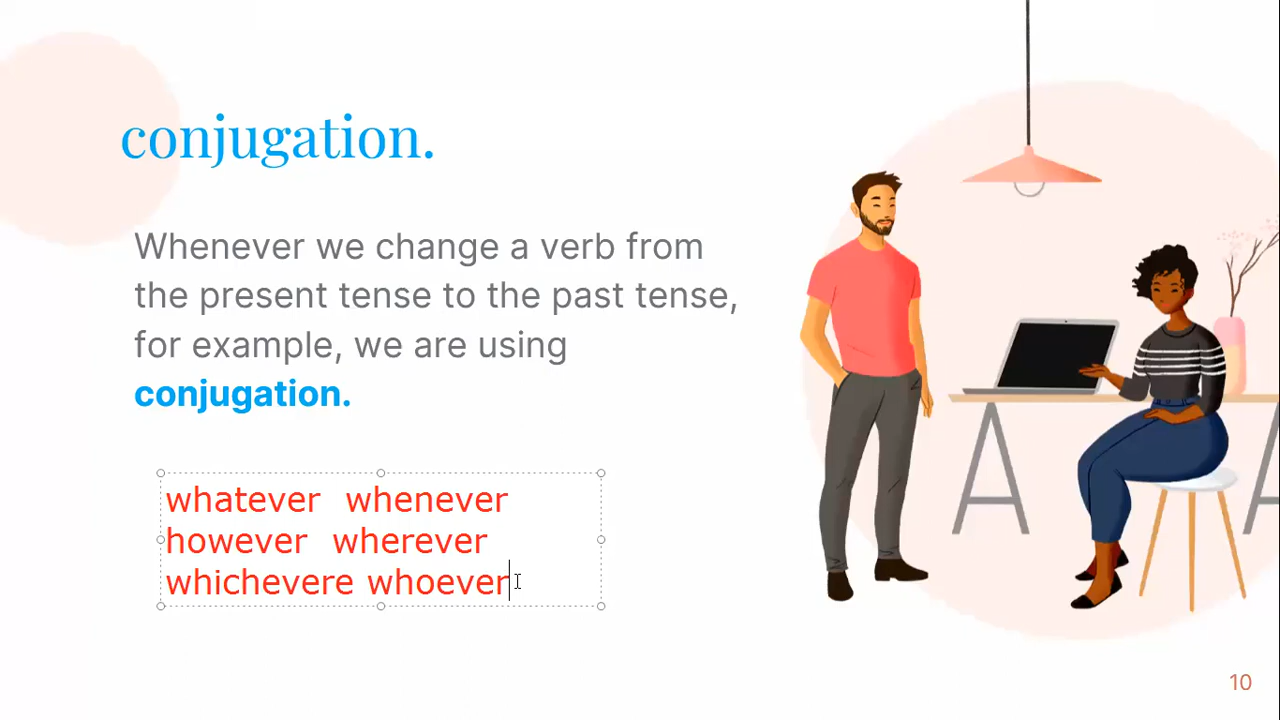 conjugation.
Whenever we change a verb from
the present tense to the past tense,
for example, we are using
conjugation.
whatever whenever
however wherever
whichevere whoever
10